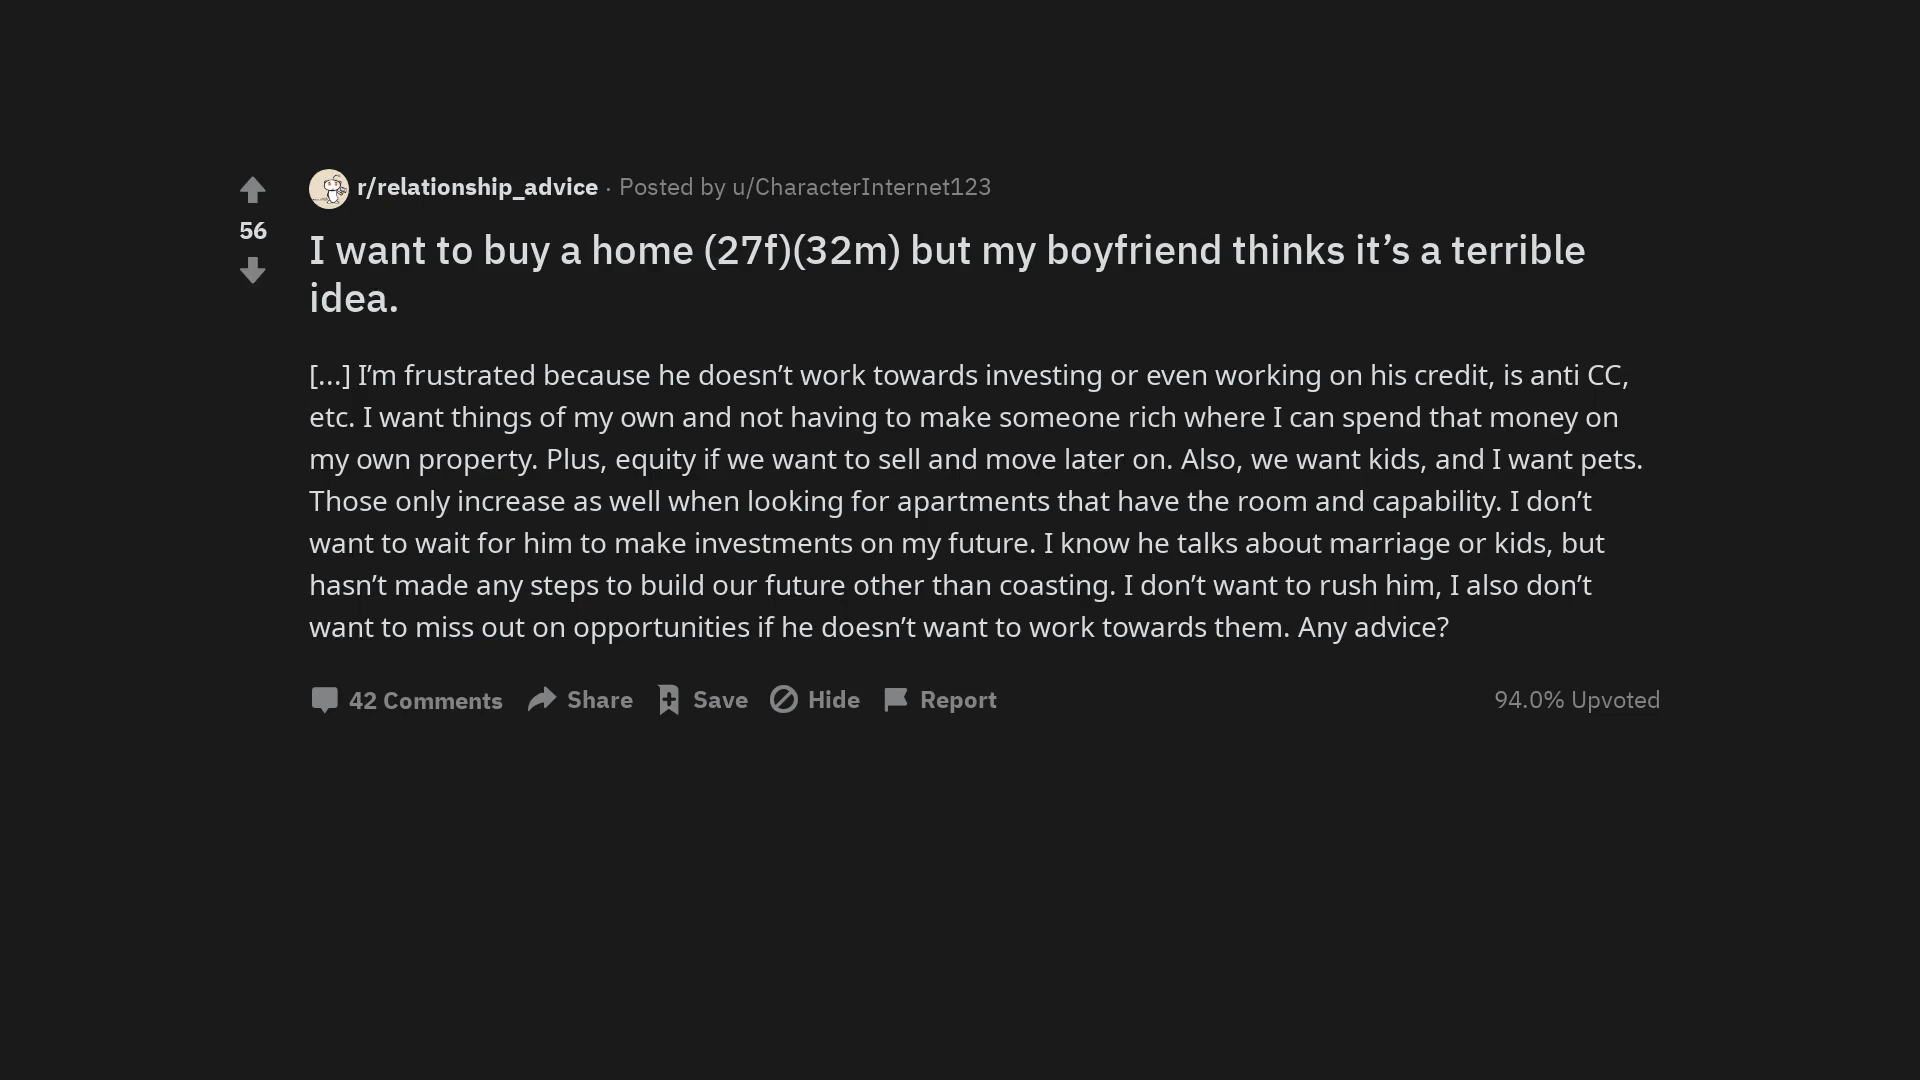 r/relationship_advice · Posted by u/CharacterInternet123
56
I want to buy a home (27f)(32m) but my boyfriend thinks it’s a terrible
idea.
[...] I’m frustrated because he doesn’t work towards investing or even working on his credit, is anti CC,
etc. I want things of my own and not having to make someone rich where I can spend that money on
my own property. Plus, equity if we want to sell and move later on. Also, we want kids, and I want pets.
Those only increase as well when looking for apartments that have the room and capability. I don’t
want to wait for him to make investments on my future. I know he talks about marriage or kids, but
hasn’t made any steps to build our future other than coasting. I don’t want to rush him, I also don’t
want to miss out on opportunities if he doesn’t want to work towards them. Any advice?
42 Comments Share Save Hide Report 94.0% Upvoted